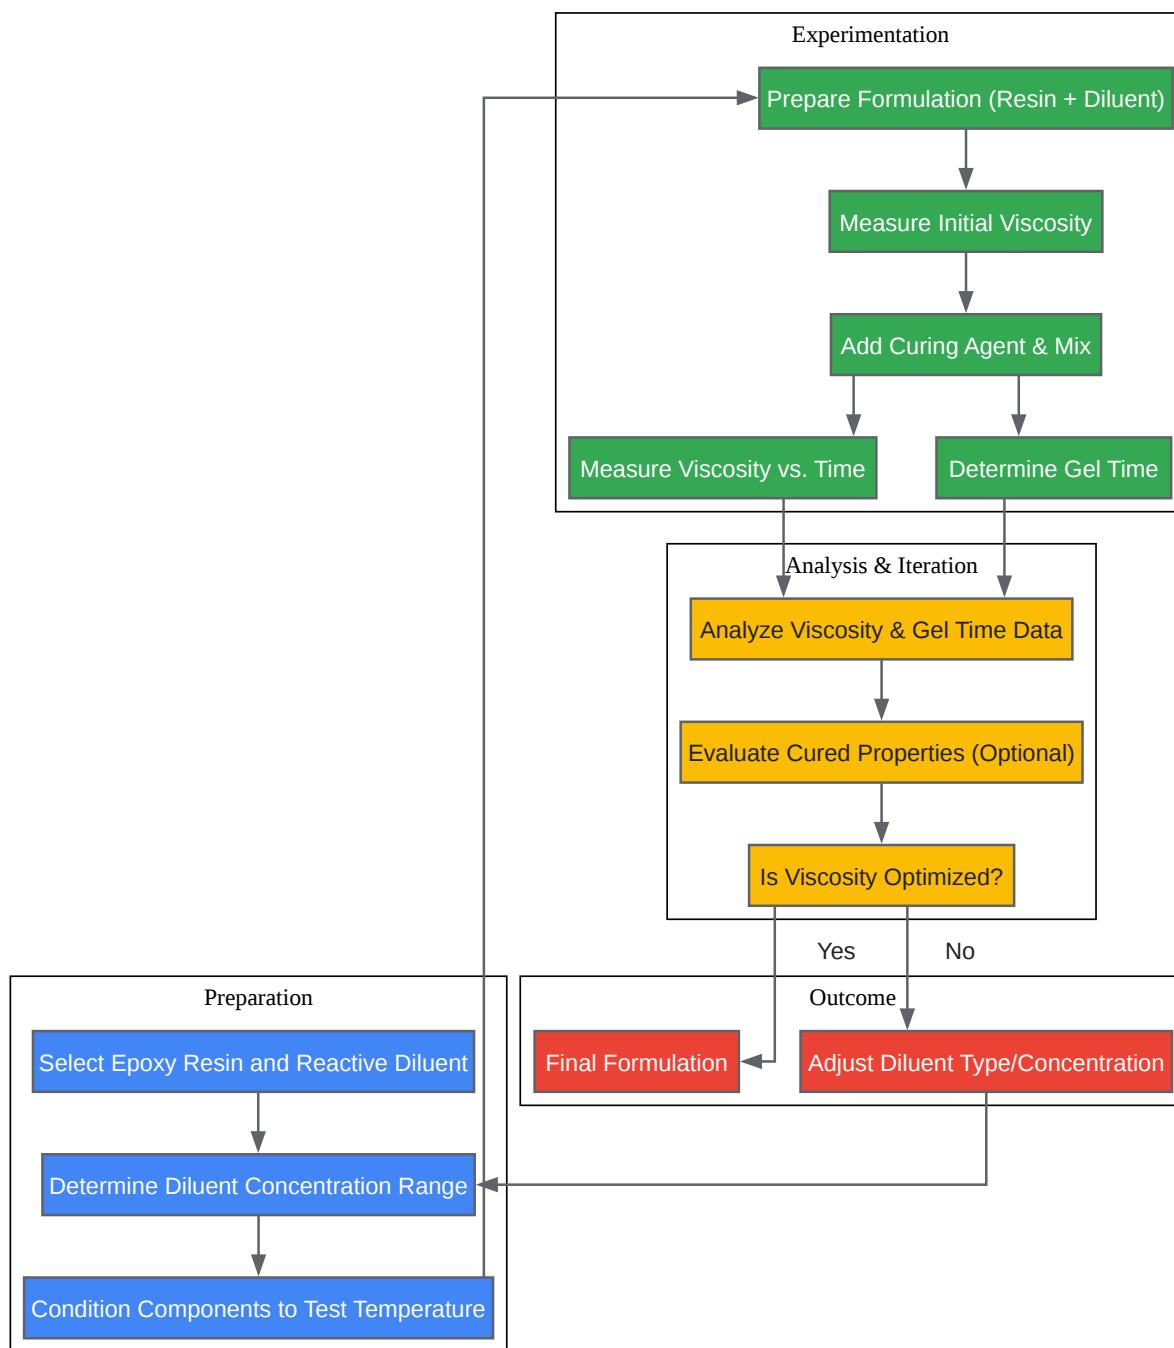 Experimentation
Prepare Formulation (Resin + Diluent)
Measure Initial Viscosity
Add Curing Agent & Mix
Measure Viscosity vs. Time
Determine Gel Time
Analysis & Iteration
Analyze Viscosity & Gel Time Data
Evaluate Cured Properties (Optional)
Is Viscosity Optimized?
Yes
No
Preparation
Outcome
Select Epoxy Resin and Reactive Diluent
Final Formulation
Adjust Diluent Type/Concentration
Determine Diluent Concentration Range
Condition Components to Test Temperature